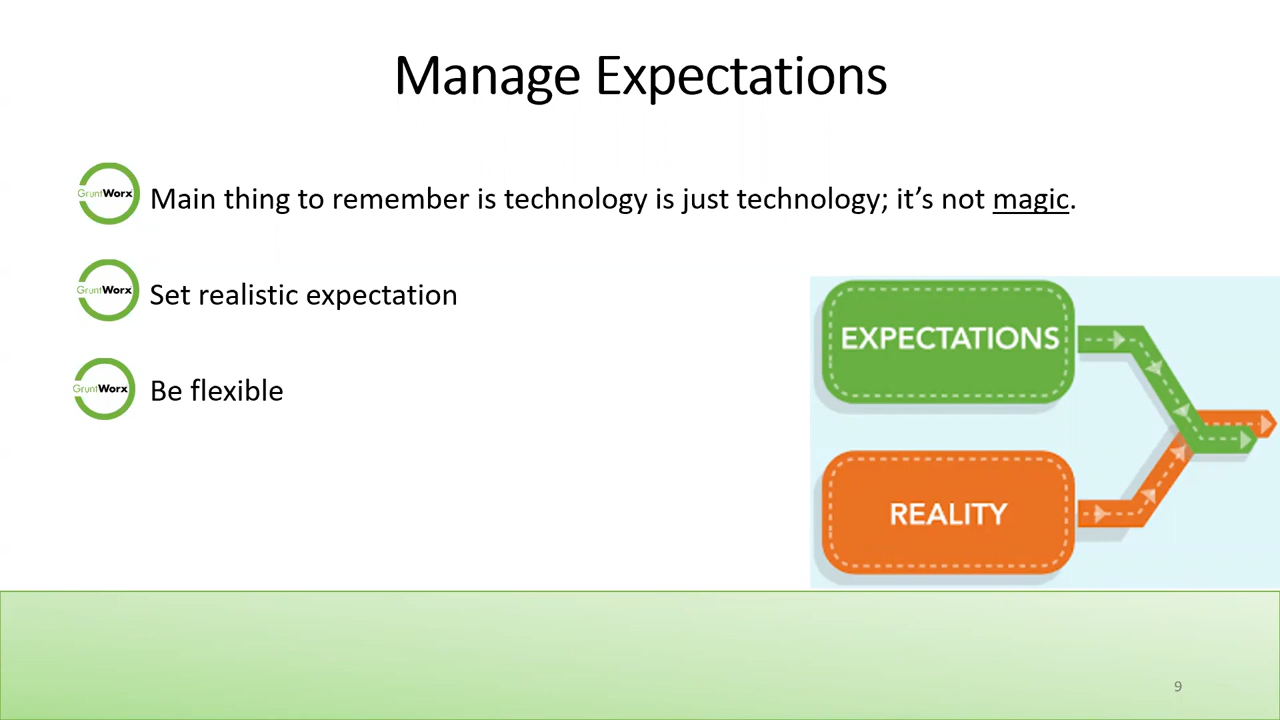 Manage Expectations
GruntWorx
Main thing to remember is technology is just technology; it’s not magic.
GruntWorx
Set realistic expectation
GruntWorx
Be flexible
EXPECTATIONS
REALITY
9